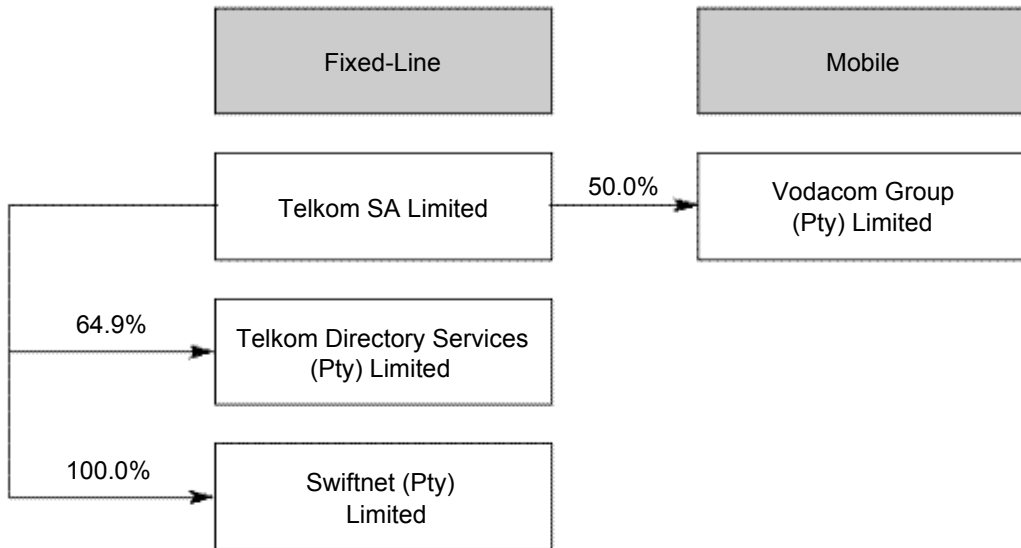 Fixed-Line
Mobile
Telkom SA Limited
50.0%
Vodacom Group
(Pty) Limited
64.9%
Telkom Directory Services
(Pty) Limited
100.0%
Swiftnet (Pty)
Limited